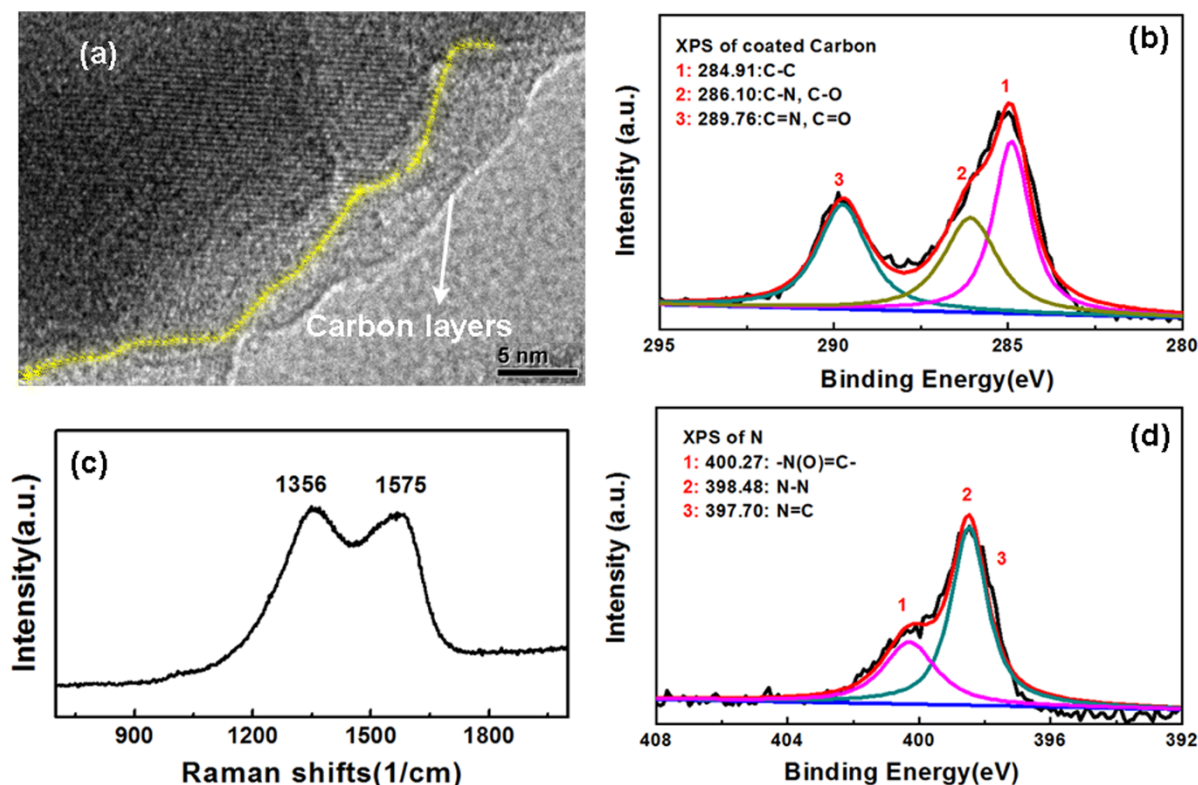 (a)
Carbon layers
5 nm
(b)
XPS of coated Carbon
1: 284.91:C-C
2: 286.10:C-N, C-O
3: 289.76:C=N, C=O
1
2
3
Intensity (a.u.)
295 290 285 280
Binding Energy(eV)
(c)
1356 1575
Intensity(a.u.)
900 1200 1500 1800
Raman shifts(1/cm)
(d)
XPS of N
1: 400.27: -N(O)=C-
2: 398.48: N-N
3: 397.70: N=C
2
3
1
Intensity (a.u.)
408 404 400 396 392
Binding Energy(eV)